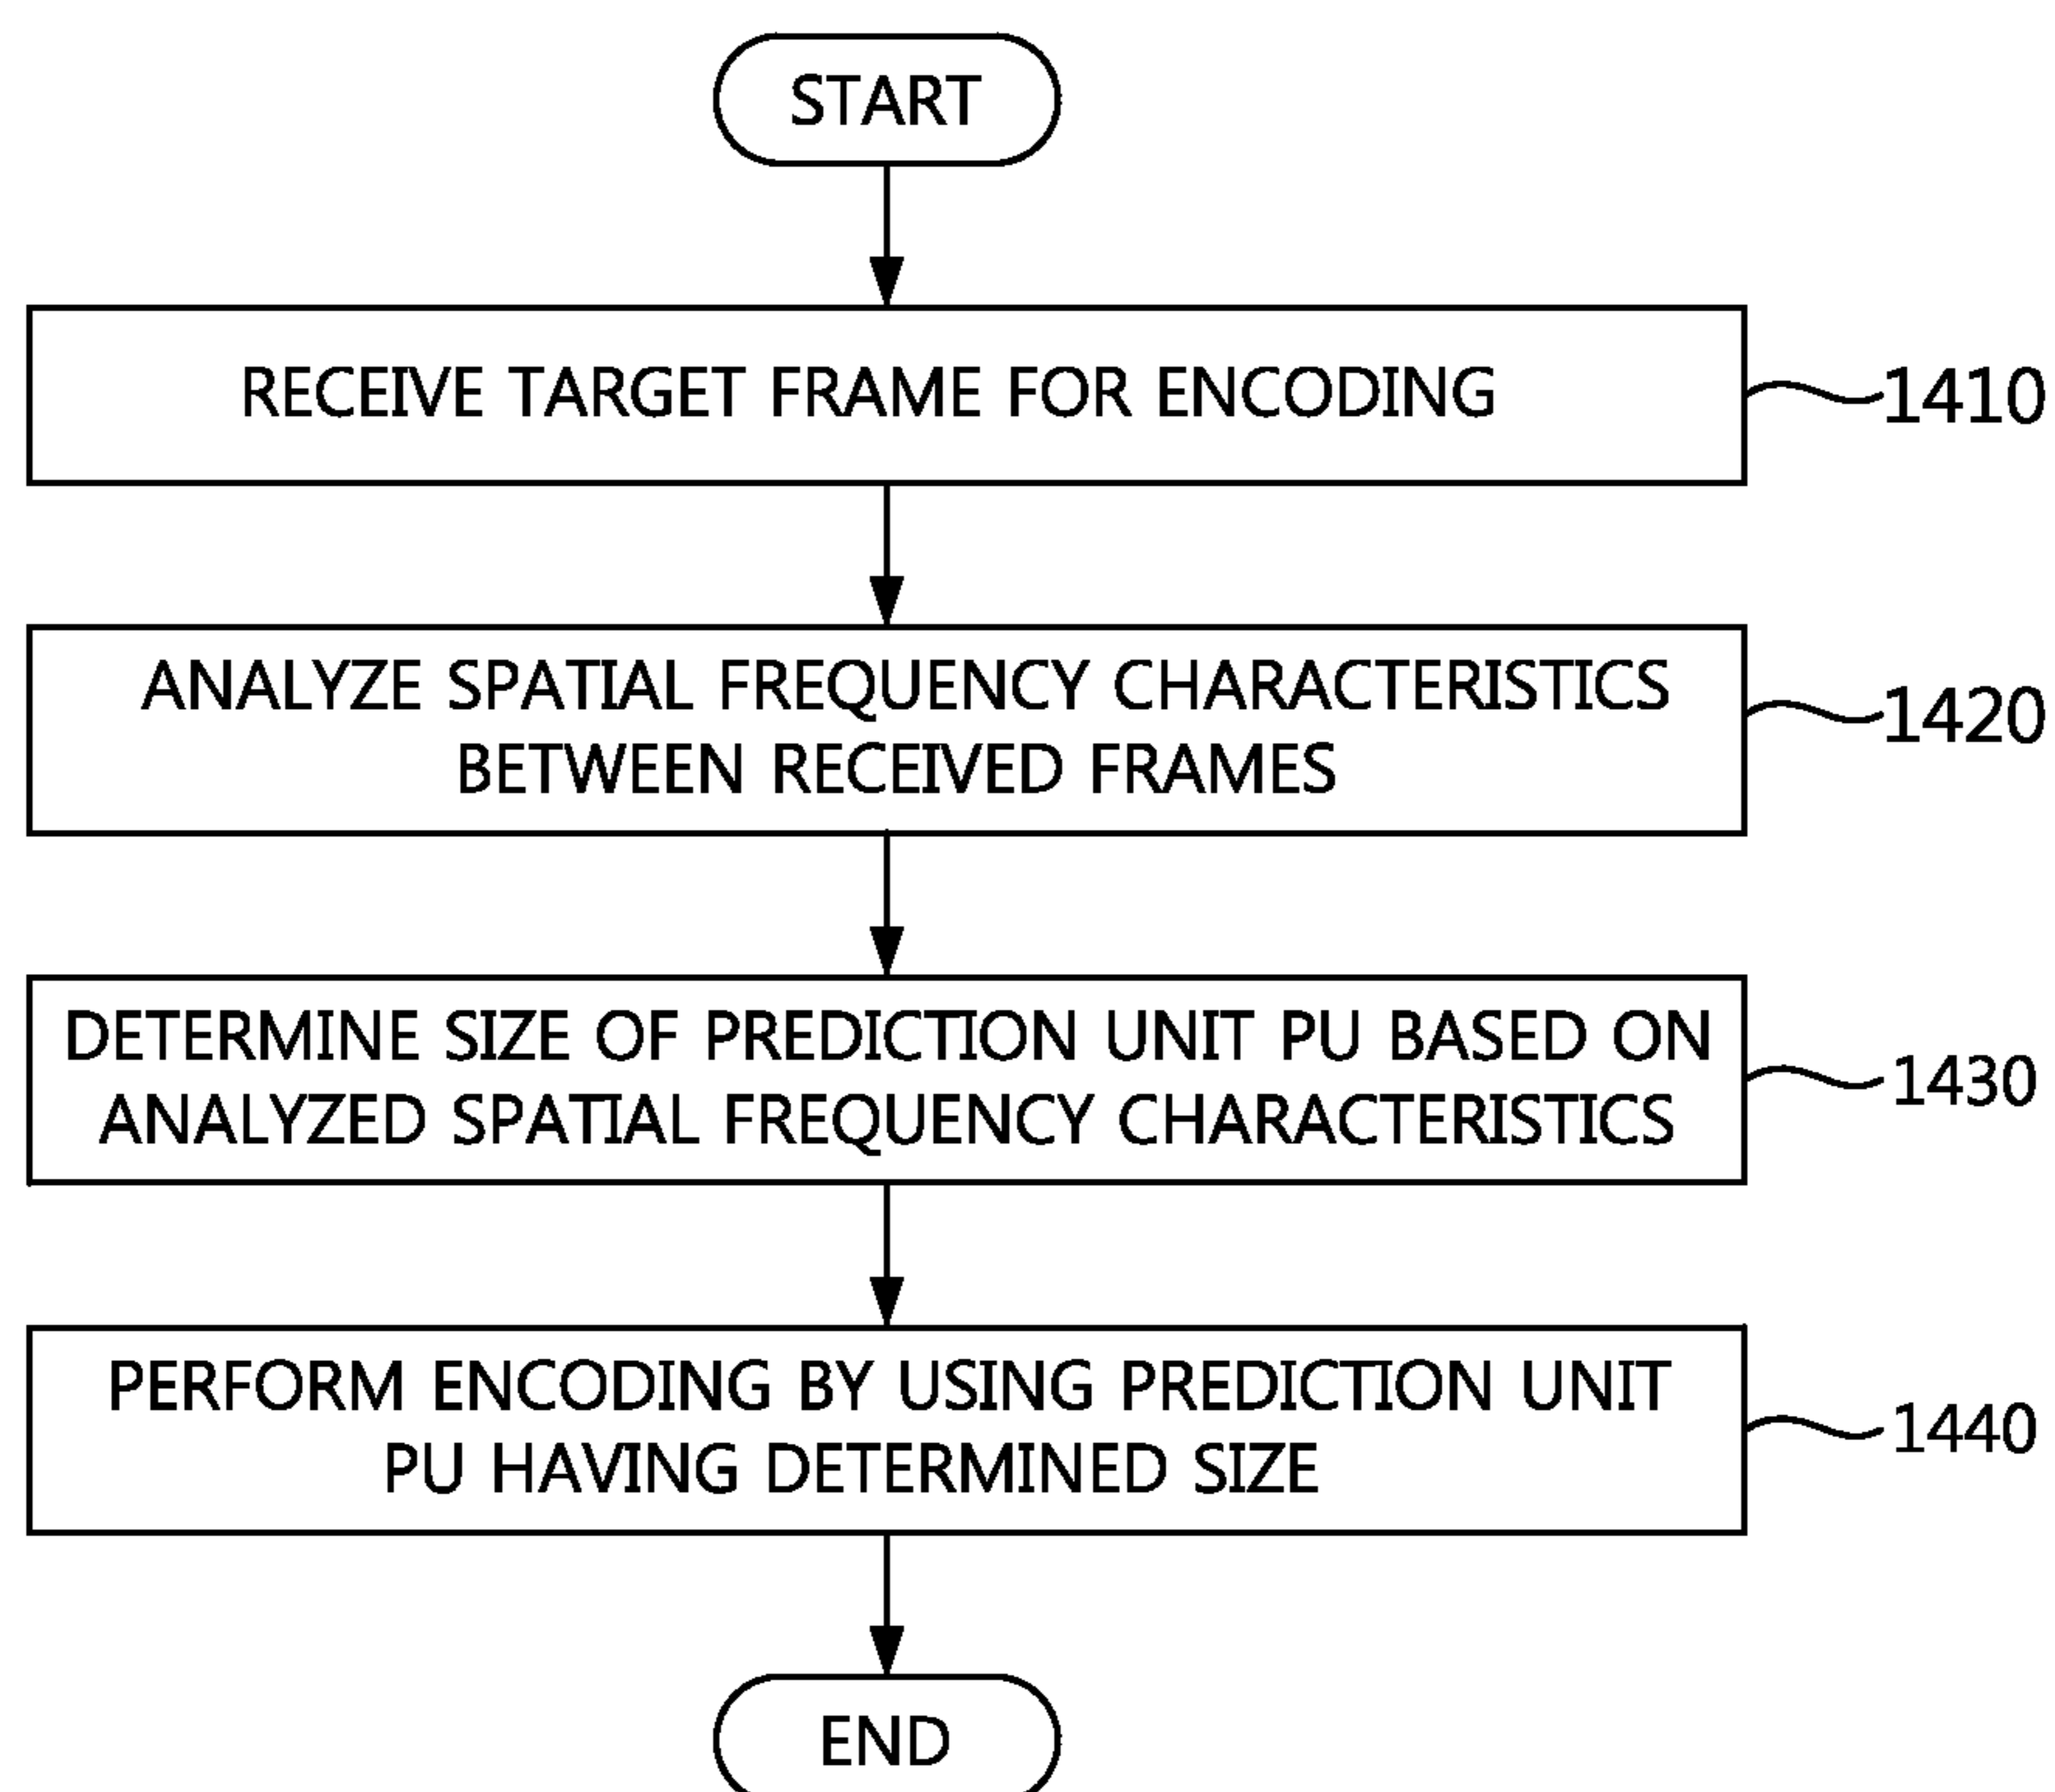 START
RECEIVE TARGET FRAME FOR ENCODING
1410
ANALYZE SPATIAL FREQUENCY CHARACTERISTICS
BETWEEN RECEIVED FRAMES
1420
DETERMINE SIZE OF PREDICTION UNIT PU BASED ON
ANALYZED SPATIAL FREQUENCY CHARACTERISTICS
1430
PERFORM ENCODING BY USING PREDICTION UNIT
PU HAVING DETERMINED SIZE
1440
END